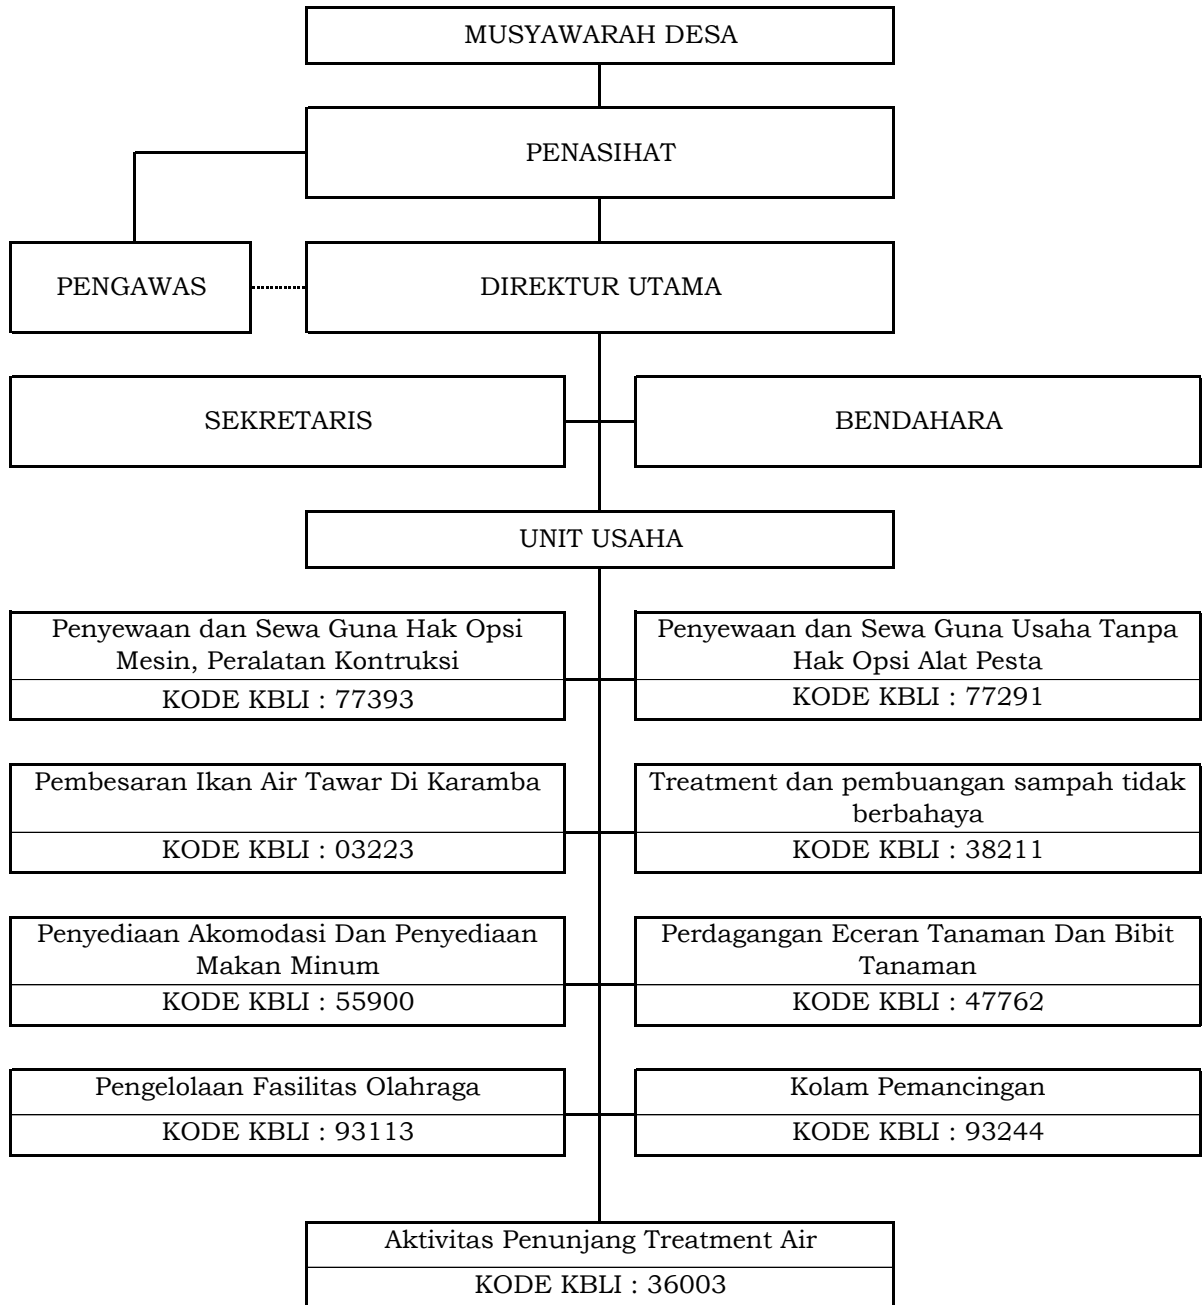 MUSYAWARAH DESA
PENASIHAT
PENGAWAS
DIREKTUR UTAMA
SEKRETARIS
BENDAHARA
UNIT USAHA
Penyewaan dan Sewa Guna Hak Opsi
Mesin, Peralatan Kontruksi
KODE KBLI : 77393
Penyewaan dan Sewa Guna Usaha Tanpa
Hak Opsi Alat Pesta
KODE KBLI : 77291
Pembesaran Ikan Air Tawar Di Karamba
KODE KBLI : 03223
Treatment dan pembuangan sampah tidak
berbahaya
KODE KBLI : 38211
Penyediaan Akomodasi Dan Penyediaan
Makan Minum
KODE KBLI : 55900
Perdagangan Eceran Tanaman Dan Bibit
Tanaman
KODE KBLI : 47762
Pengelolaan Fasilitas Olahraga
KODE KBLI : 93113
Kolam Pemancingan
KODE KBLI : 93244
Aktivitas Penunjang Treatment Air
KODE KBLI : 36003